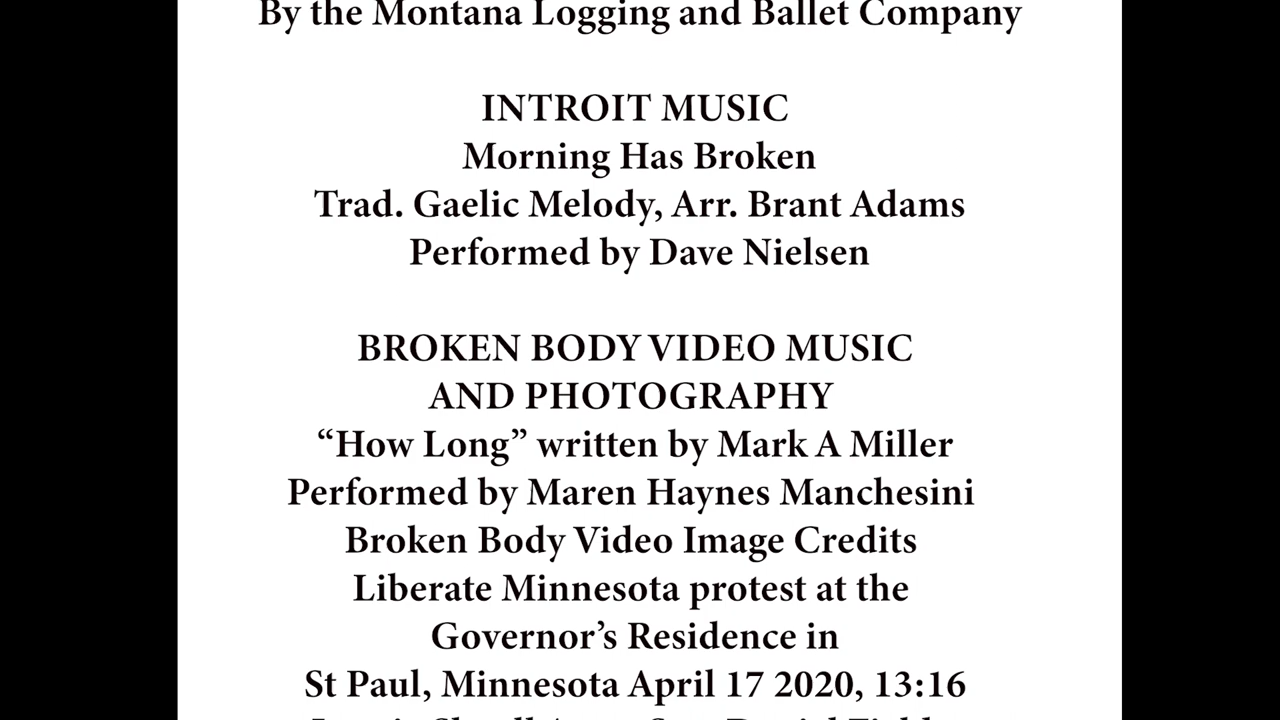 By the Montana Logging and Ballet Company
INTROIT MUSIC
Morning Has Broken
Trad. Gaelic Melody, Arr. Brant Adams
Performed by Dave Nielsen
BROKEN BODY VIDEO MUSIC
AND PHOTOGRAPHY
“How Long” written by Mark A Miller
Performed by Maren Haynes Manchesini
Broken Body Video Image Credits
Liberate Minnesota protest at the
Governor’s Residence in
St Paul, Minnesota April 17 2020, 13:16